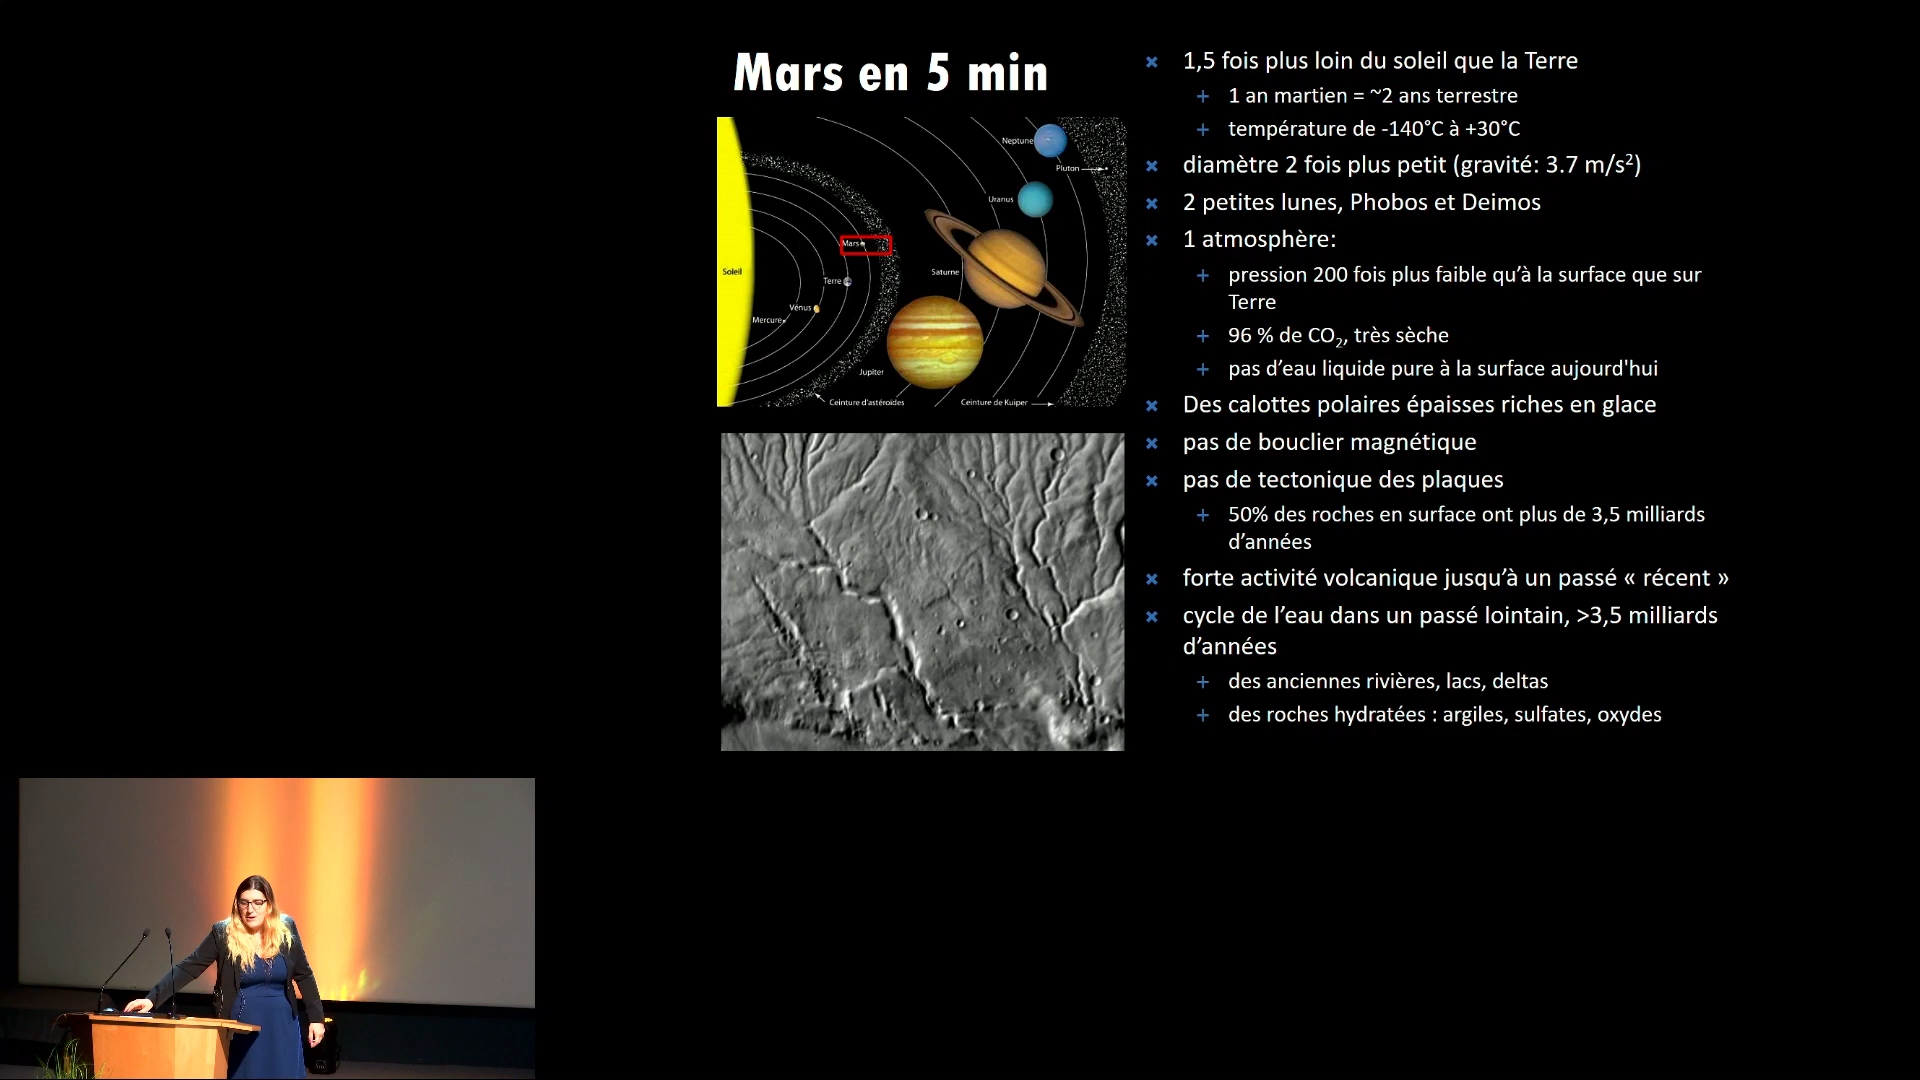 Mars en 5 min
Neptune
Pluton
Uranus
Mars
Soleil
Saturne
Terre
Vénus
Mercure
Jupiter
Ceinture d'astéroïdes
Ceinture de Kuiper
1,5 fois plus loin du soleil que la Terre
1 an martien = ~2 ans terrestre
température de -140°C à +30°C
diamètre 2 fois plus petit (gravité: 3.7 m/s²)
2 petites lunes, Phobos et Deimos
1 atmosphère:
pression 200 fois plus faible qu’à la surface que sur
Terre
96 % de CO₂, très sèche
pas d’eau liquide pure à la surface aujourd'hui
Des calottes polaires épaisses riches en glace
pas de bouclier magnétique
pas de tectonique des plaques
50% des roches en surface ont plus de 3,5 milliards
d’années
forte activité volcanique jusqu’à un passé « récent »
cycle de l’eau dans un passé lointain, >3,5 milliards
d’années
des anciennes rivières, lacs, deltas
des roches hydratées : argiles, sulfates, oxydes